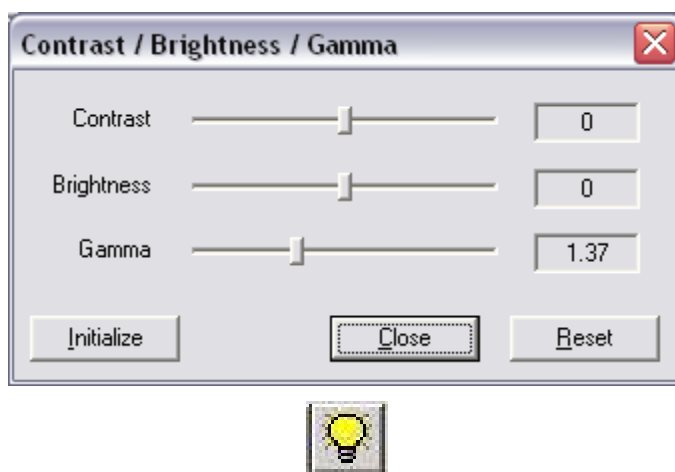 Contrast / Brightness / Gamma
Contrast 0
Brightness 0
Gamma 1.37
Initialize Close Reset